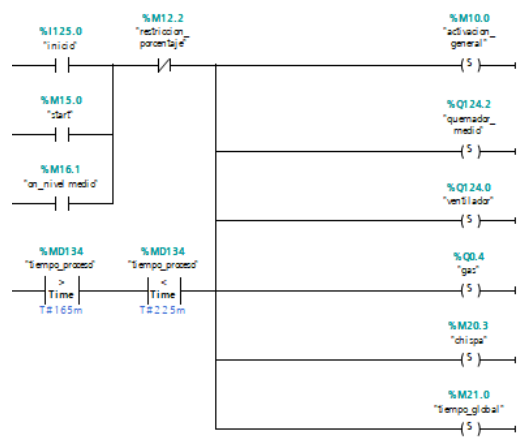 %I125.0
"inicio"
%M12.2
"restriccion_
porcentaje"
%M10.0
"activacion_
general"
( S )
%M15.0
"start"
%Q124.2
"quemador_
medio"
( S )
%M16.1
"on_nivel medio"
%Q124.0
"ventilador"
( S )
%MD134
"tiempo_proceso"
>
Time
T#165m
%MD134
"tiempo_proceso"
<
Time
T#225m
%Q0.4
"gas"
( S )
%M20.3
"chispa"
( S )
%M21.0
"tiempo_global"
( S )